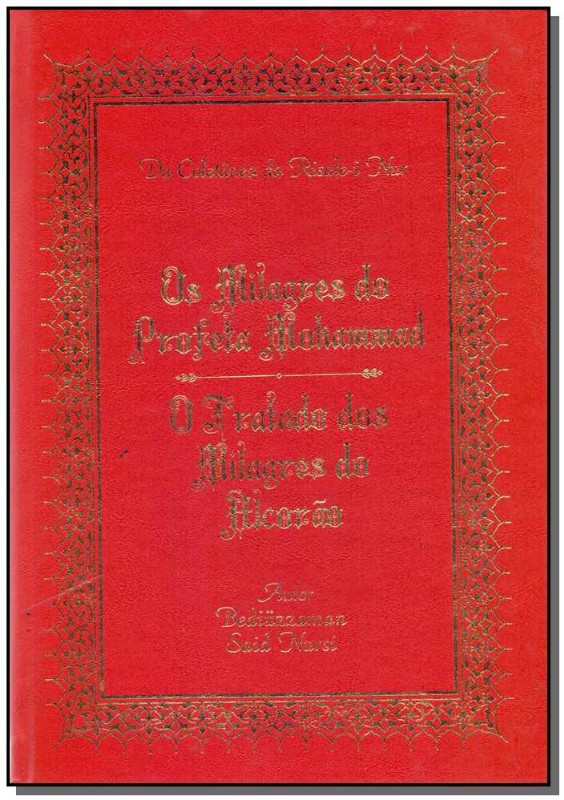 Da Coletânea do Risale-i Nur
Os Milagres do
Profeta Mohammad
O Tratado dos
Milagres do
Alcorão
Autor
Bediüzzaman
Said Nursi